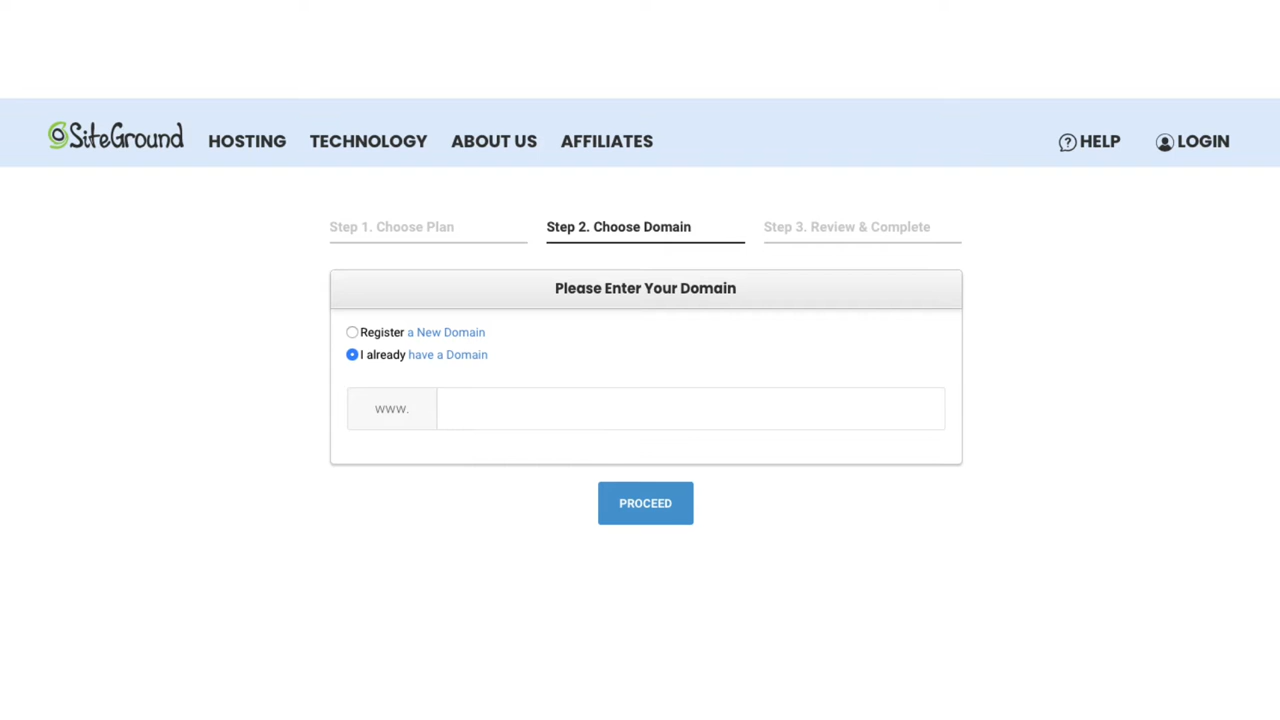 SiteGround HOSTING TECHNOLOGY ABOUT US AFFILIATES HELP LOGIN
Step 1. Choose Plan Step 2. Choose Domain Step 3. Review & Complete
Please Enter Your Domain
Register a New Domain
I already have a Domain
www.
PROCEED